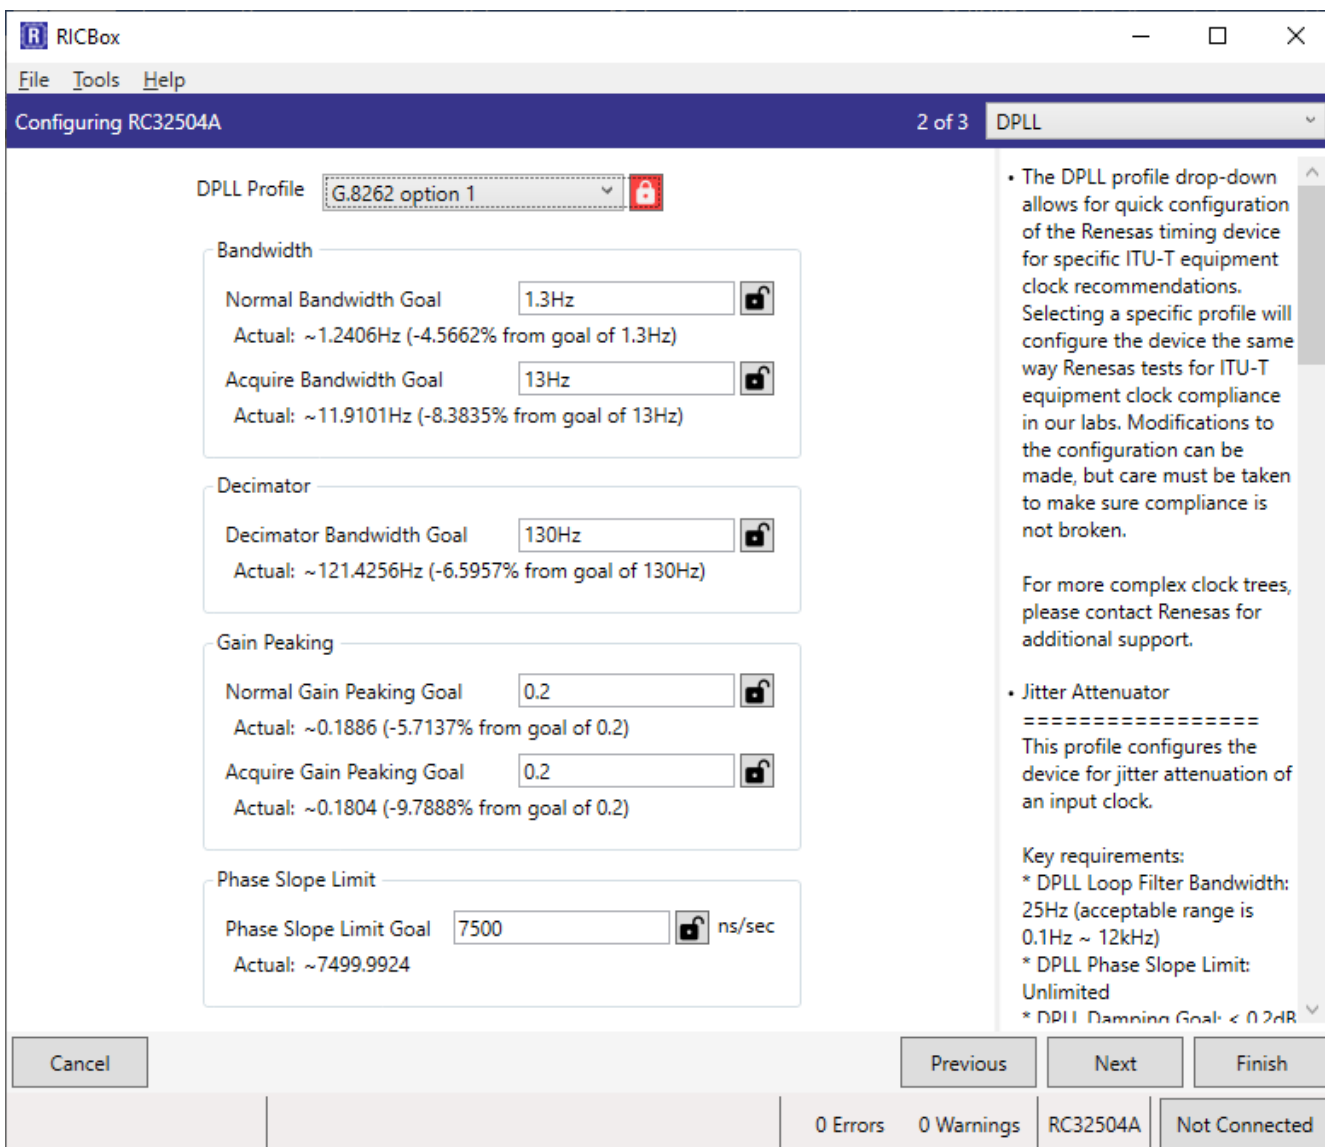 RICBox
File Tools Help
Configuring RC32504A 2 of 3 DPLL
DPLL Profile G.8262 option 1
Bandwidth
Normal Bandwidth Goal 1.3Hz
Actual: ~1.2406Hz (-4.5662% from goal of 1.3Hz)
Acquire Bandwidth Goal 13Hz
Actual: ~11.9101Hz (-8.3835% from goal of 13Hz)
Decimator
Decimator Bandwidth Goal 130Hz
Actual: ~121.4256Hz (-6.5957% from goal of 130Hz)
Gain Peaking
Normal Gain Peaking Goal 0.2
Actual: ~0.1886 (-5.7137% from goal of 0.2)
Acquire Gain Peaking Goal 0.2
Actual: ~0.1804 (-9.7888% from goal of 0.2)
Phase Slope Limit
Phase Slope Limit Goal 7500 ns/sec
Actual: ~7499.9924
• The DPLL profile drop-down
allows for quick configuration
of the Renesas timing device
for specific ITU-T equipment
clock recommendations.
Selecting a specific profile will
configure the device the same
way Renesas tests for ITU-T
equipment clock compliance
in our labs. Modifications to
the configuration can be
made, but care must be taken
to make sure compliance is
not broken.
For more complex clock trees,
please contact Renesas for
additional support.
• Jitter Attenuator
=================
This profile configures the
device for jitter attenuation of
an input clock.
Key requirements:
* DPLL Loop Filter Bandwidth:
25Hz (acceptable range is
0.1Hz ~ 12kHz)
* DPLL Phase Slope Limit:
Unlimited
* DPLL Damping Goal: < 0.2dB
Cancel Previous Next Finish
0 Errors 0 Warnings RC32504A Not Connected